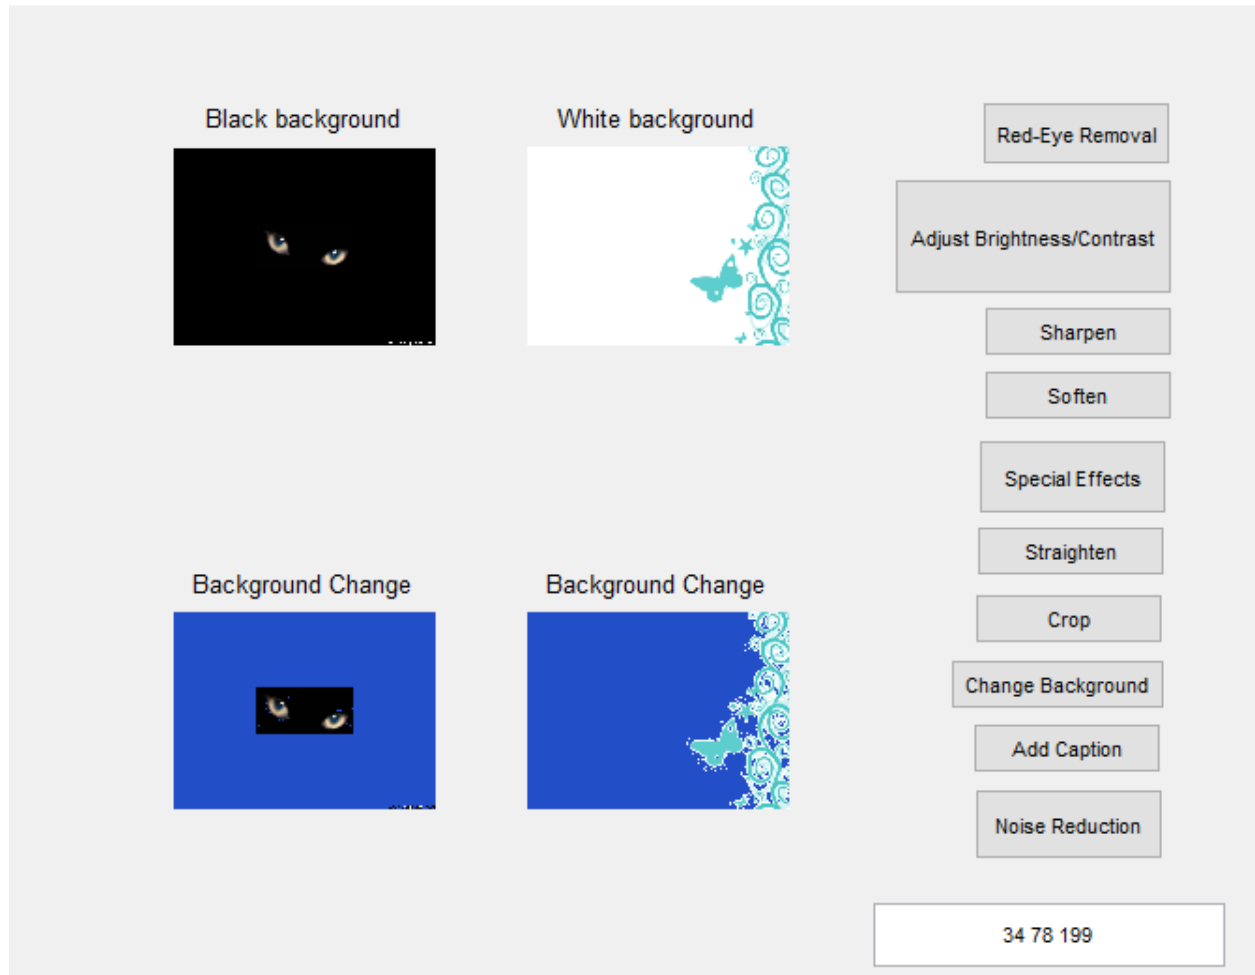 Black background
White background
Red-Eye Removal
Adjust Brightness/Contrast
Sharpen
Soften
Special Effects
Background Change
Background Change
Straighten
Crop
Change Background
Add Caption
Noise Reduction
34 78 199